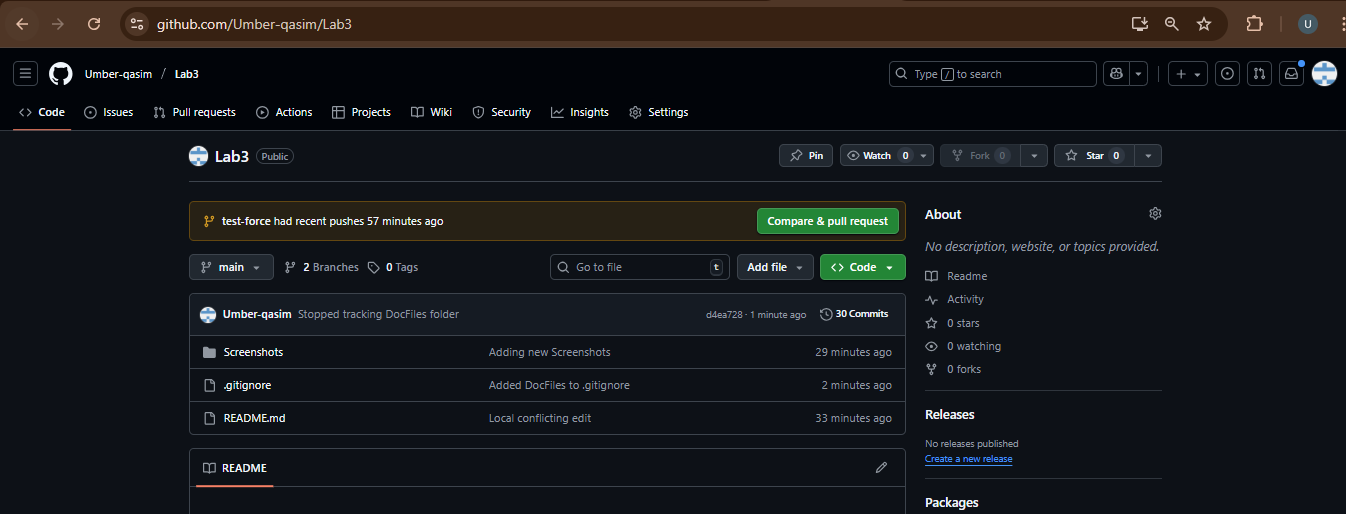 github.com/Umber-qasim/Lab3
U
Umber-qasim / Lab3
Type / to search
Code Issues Pull requests Actions Projects Wiki Security Insights Settings
Lab3 Public
Pin Watch 0 Fork 0 Star 0
test-force had recent pushes 57 minutes ago
Compare & pull request
main 2 Branches 0 Tags
Go to file t
Add file
Code
Umber-qasim Stopped tracking DocFiles folder d4ea728 · 1 minute ago 30 Commits
Screenshots Adding new Screenshots 29 minutes ago
.gitignore Added DocFiles to .gitignore 2 minutes ago
README.md Local conflicting edit 33 minutes ago
README
About
No description, website, or topics provided.
Readme
Activity
0 stars
0 watching
0 forks
Releases
No releases published
Create a new release
Packages